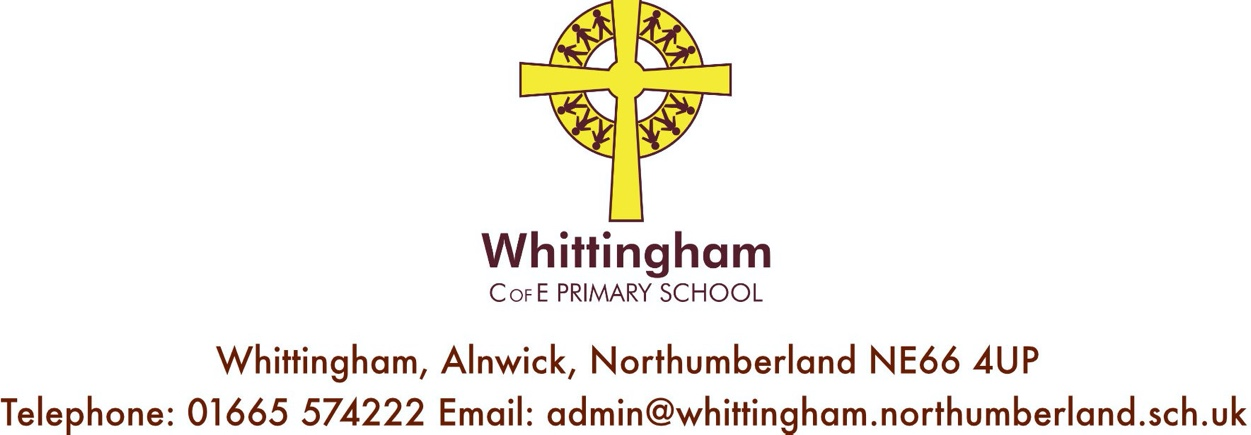 Whittingham
C OF E PRIMARY SCHOOL
Whittingham, Alnwick, Northumberland NE66 4UP
Telephone: 01665 574222 Email: admin@whittingham.northumberland.sch.uk